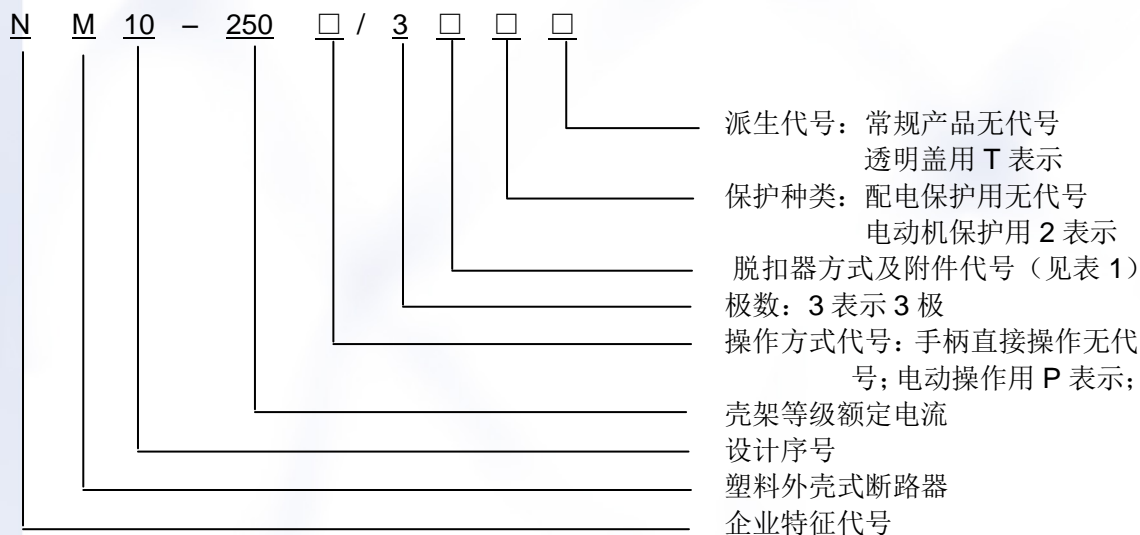 N M 10 – 250 □ / 3 □ □ □
派生代号：常规产品无代号
透明盖用 T 表示
保护种类：配电保护用无代号
电动机保护用 2 表示
脱扣器方式及附件代号（见表 1）
极数：3 表示 3 极
操作方式代号：手柄直接操作无代
号；电动操作用 P 表示；
壳架等级额定电流
设计序号
塑料外壳式断路器
企业特征代号